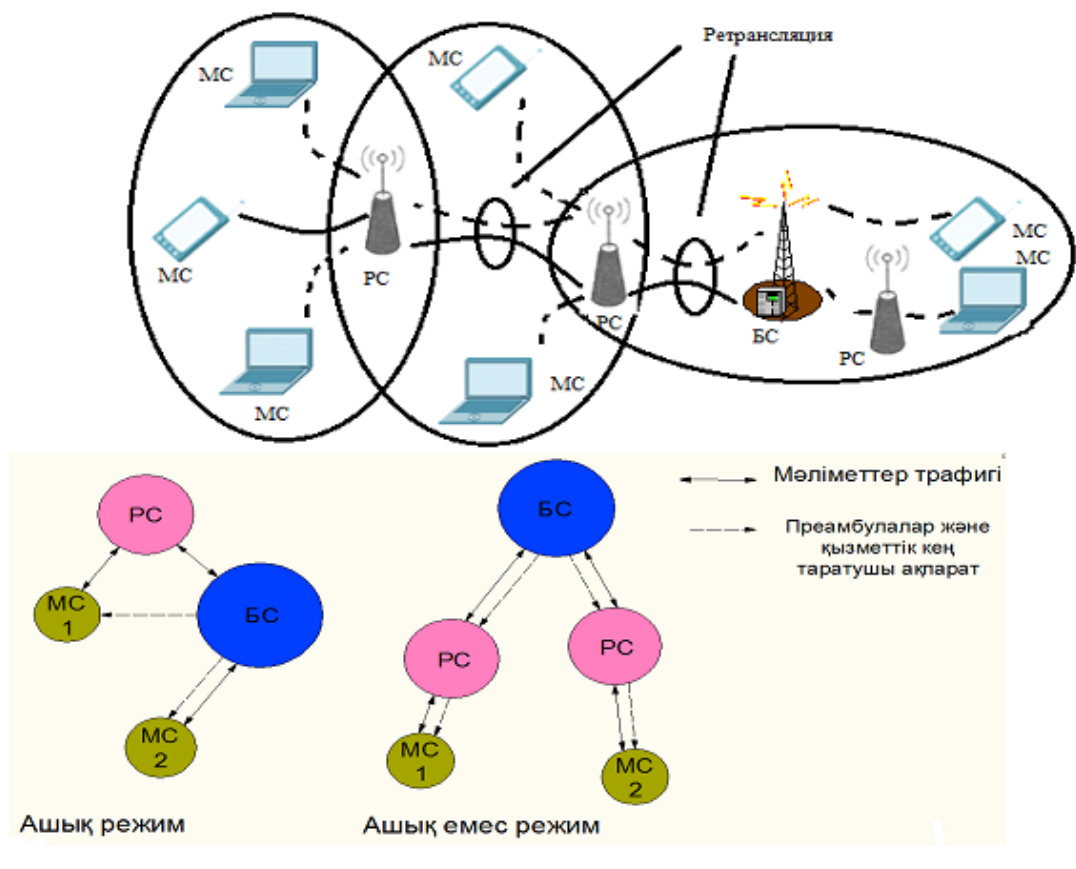 Ретрансляция
МС
МС
МС
МС
МС
МС
МС
МС
РС
РС
БС
РС
РС
БС
МС
1
МС
2
БС
РС
РС
МС
1
МС
2
Мәліметтер трафигі
Преамбулалар және
қызметтік кең
таратушы ақпарат
Ашық режим
Ашық емес режим